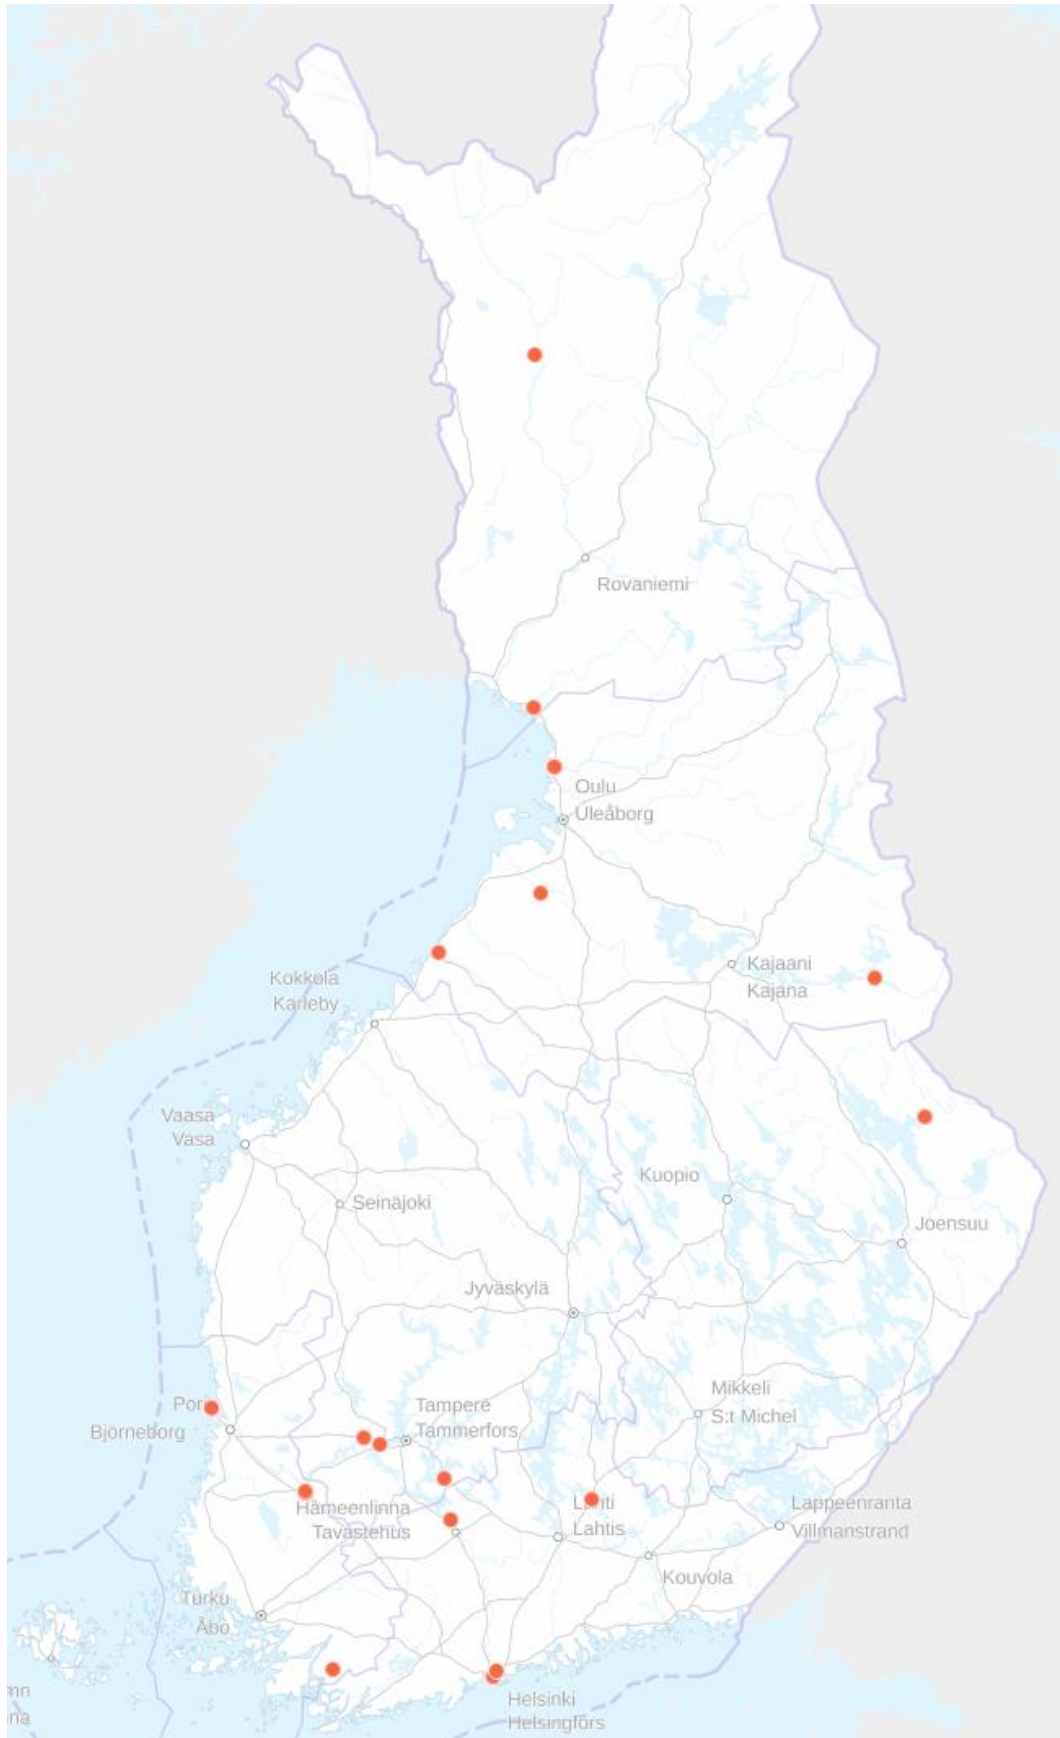 Rovaniemi
Oulu
Uleåborg
Kajaani
Kajana
Kokkola
Karleby
Vaasa
Vasa
Kuopio
Seinäjoki
Joensuu
Jyväskylä
Mikkeli
S:t Michel
Tampere
Tammerfors
Björneborg
Hämeenlinna
Tavastehus
Lahtis
Lappeenranta
Villmanstrand
Kouvola
Turku
Åbo
Helsinki
Helsingfors